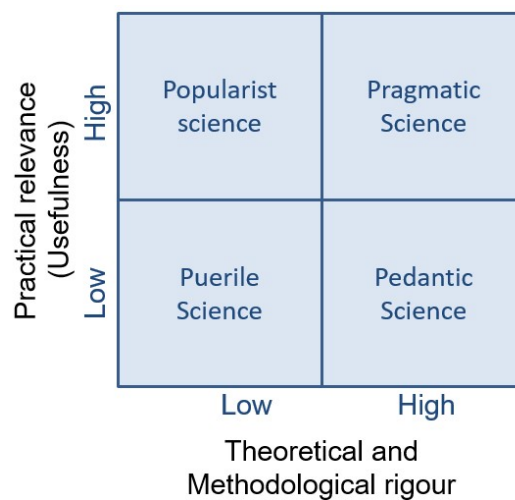 Practical relevance
(Usefulness)
High
Low
Popularist
science
Pragmatic
Science
Puerile
Science
Pedantic
Science
Low
High
Theoretical and
Methodological rigour